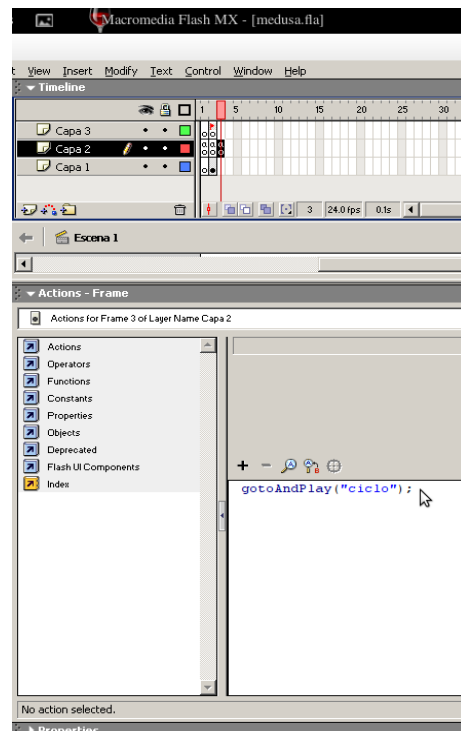 Macromedia Flash MX - [medusa.fla]
t View Insert Modify Text Control Window Help
Timeline
1 5 10 15 20 25 30
Capa 3
Capa 2
Capa 1
3 24.0 fps 0.1s
Escena 1
Actions - Frame
Actions for Frame 3 of Layer Name Capa 2
Actions
Operators
Functions
Constants
Properties
Objects
Deprecated
Flash UI Components
Index
gotoAndPlay("ciclo");
No action selected.
Properties